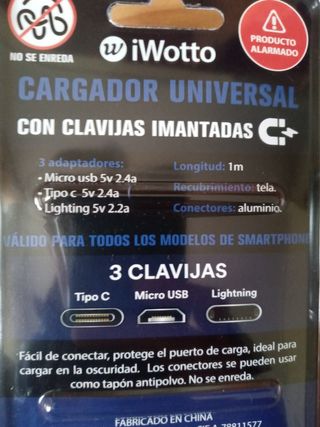 iWotto
PRODUCTO
ALARMADO
NO SE ENREDA
CARGADOR UNIVERSAL
CON CLAVIJAS IMANTADAS
3 adaptadores:
- Micro usb 5v 2.4a
- Tipo c 5v 2.4a
- Lighting 5v 2.2a
Longitud: 1m
Recubrimiento: tela.
Conectores: aluminio.
VÁLIDO PARA TODOS LOS MODELOS DE SMARTPHONE
3 CLAVIJAS
Tipo C Micro USB Lightning
Fácil de conectar, protege el puerto de carga, ideal para
cargar en la oscuridad. Los conectores se pueden usar
como tapón antipolvo. No se enreda.
FABRICADO EN CHINA